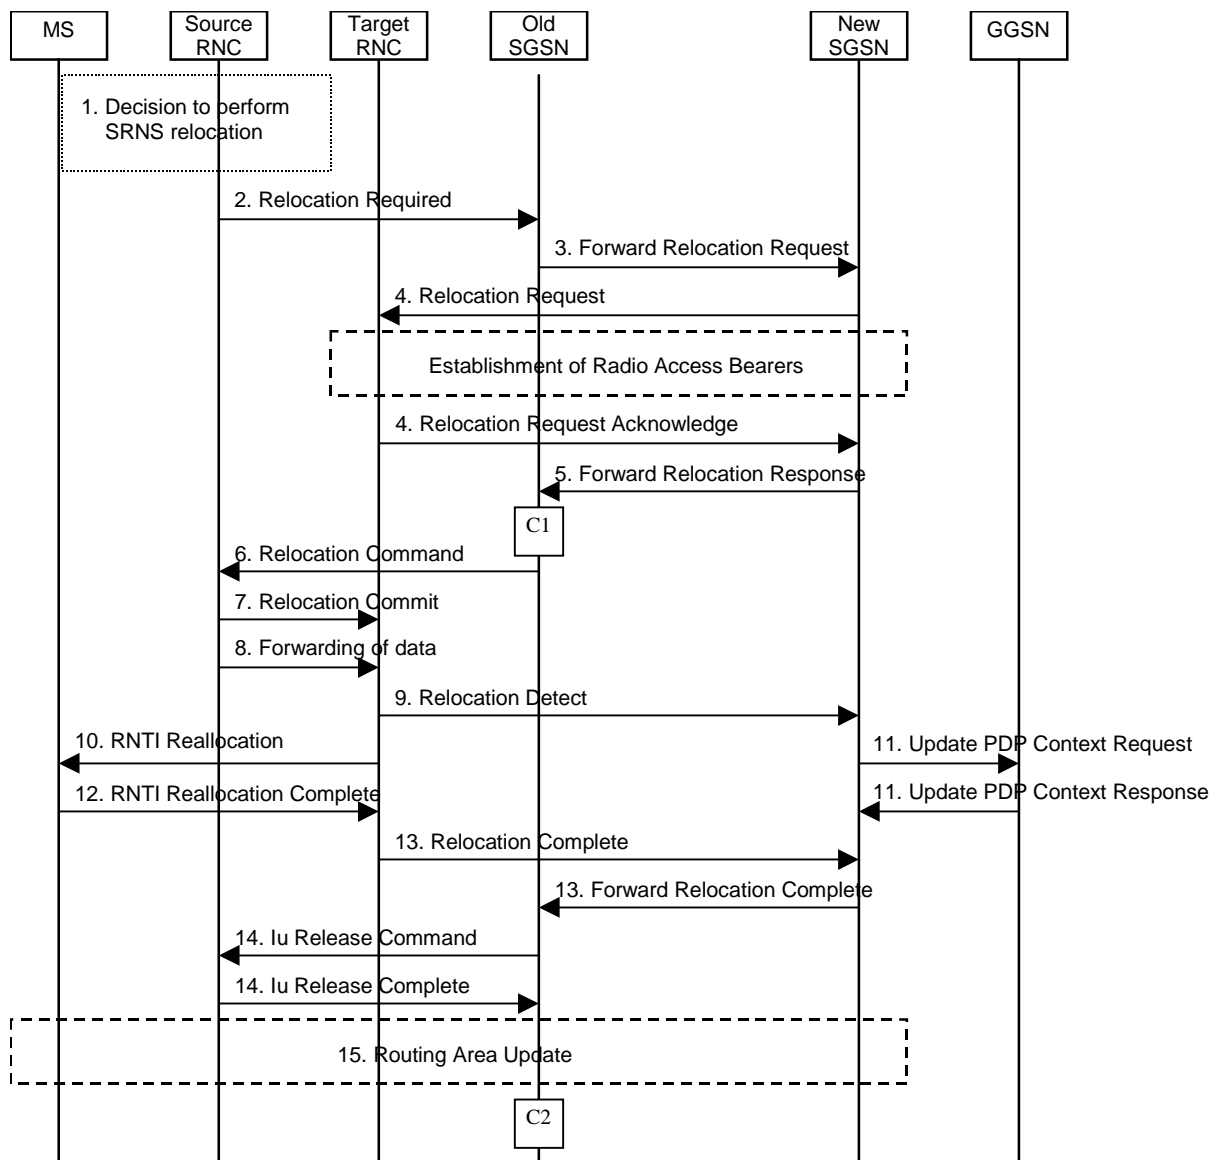 MS
Source
RNC
Target
RNC
Old
SGSN
New
SGSN
GGSN
1. Decision to perform
SRNS relocation
2. Relocation Required
3. Forward Relocation Request
4. Relocation Request
Establishment of Radio Access Bearers
4. Relocation Request Acknowledge
5. Forward Relocation Response
C1
6. Relocation Command
7. Relocation Commit
8. Forwarding of data
9. Relocation Detect
10. RNTI Reallocation
11. Update PDP Context Request
12. RNTI Reallocation Complete
11. Update PDP Context Response
13. Relocation Complete
13. Forward Relocation Complete
14. Iu Release Command
14. Iu Release Complete
15. Routing Area Update
C2